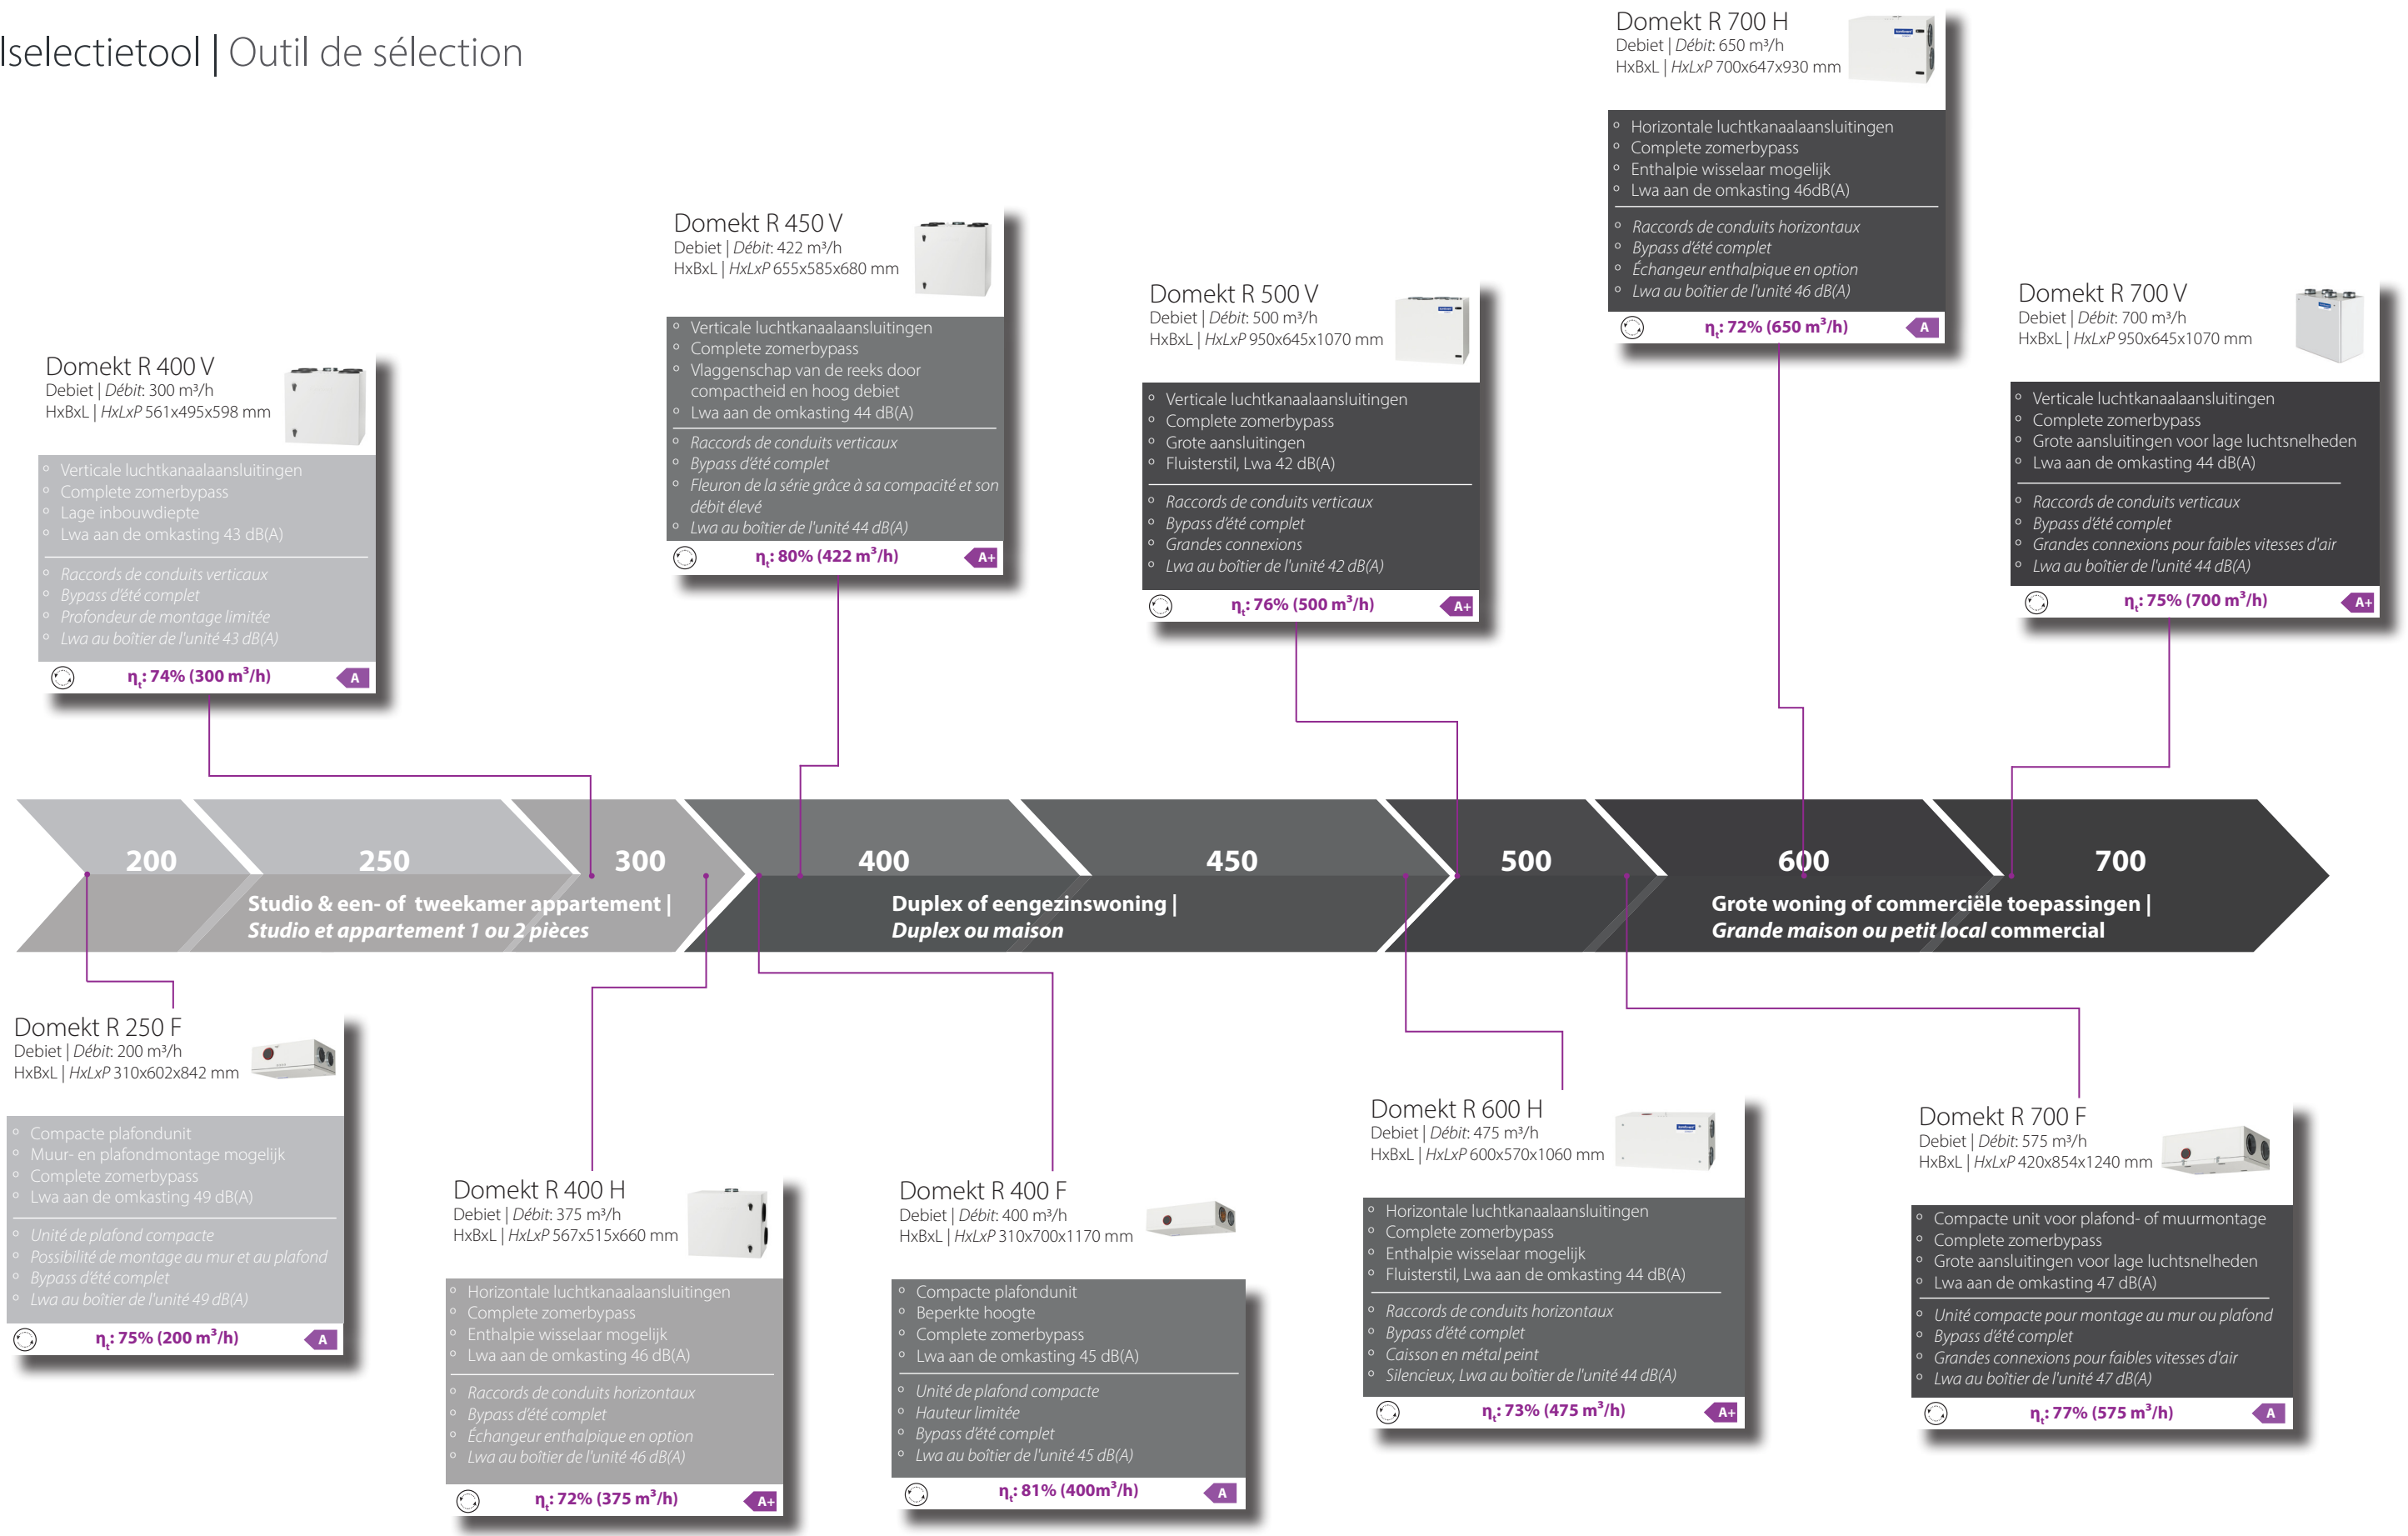 lselectietool | Outil de sélection
Domekt R 700 H
Debiet | Débit: 650 m³/h
HxBxL | HxLxP 700x647x930 mm
º Horizontale luchtkanaalaansluitingen
º Complete zomerbypass
º Enthalpie wisselaar mogelijk
º Lwa aan de omkasting 46dB(A)
º Raccords de conduits horizontaux
º Bypass d'été complet
º Échangeur enthalpique en option
º Lwa au boîtier de l'unité 46 dB(A)
ηt: 72% (650 m³/h)
A
Domekt R 450 V
Debiet | Débit: 422 m³/h
HxBxL | HxLxP 655x585x680 mm
º Verticale luchtkanaalaansluitingen
º Complete zomerbypass
º Vlaggenschap van de reeks door
compactheid en hoog debiet
º Lwa aan de omkasting 44 dB(A)
º Raccords de conduits verticaux
º Bypass d'été complet
º Fleuron de la série grâce à sa compacité et son
débit élevé
º Lwa au boîtier de l'unité 44 dB(A)
ηt: 80% (422 m³/h)
A+
Domekt R 500 V
Debiet | Débit: 500 m³/h
HxBxL | HxLxP 950x645x1070 mm
º Verticale luchtkanaalaansluitingen
º Complete zomerbypass
º Grote aansluitingen
º Fluisterstil, Lwa 42 dB(A)
º Raccords de conduits verticaux
º Bypass d'été complet
º Grandes connexions
º Lwa au boîtier de l'unité 42 dB(A)
ηt: 76% (500 m³/h)
A+
Domekt R 700 V
Debiet | Débit: 700 m³/h
HxBxL | HxLxP 950x645x1070 mm
º Verticale luchtkanaalaansluitingen
º Complete zomerbypass
º Grote aansluitingen voor lage luchtsnelheden
º Lwa aan de omkasting 44 dB(A)
º Raccords de conduits verticaux
º Bypass d'été complet
º Grandes connexions pour faibles vitesses d'air
º Lwa au boîtier de l'unité 44 dB(A)
ηt: 75% (700 m³/h)
A+
Domekt R 400 V
Debiet | Débit: 300 m³/h
HxBxL | HxLxP 561x495x598 mm
º Verticale luchtkanaalaansluitingen
º Complete zomerbypass
º Lage inbouwdiepte
º Lwa aan de omkasting 43 dB(A)
º Raccords de conduits verticaux
º Bypass d'été complet
º Profondeur de montage limitée
º Lwa au boîtier de l'unité 43 dB(A)
ηt: 74% (300 m³/h)
A
200 250 300 400 450 500 600 700
Studio & een- of tweekamer appartement |
Studio et appartement 1 ou 2 pièces
Duplex of eengezinswoning |
Duplex ou maison
Grote woning of commerciële toepassingen |
Grande maison ou petit local commercial
Domekt R 250 F
Debiet | Débit: 200 m³/h
HxBxL | HxLxP 310x602x842 mm
º Compacte plafondunit
º Muur- en plafondmontage mogelijk
º Complete zomerbypass
º Lwa aan de omkasting 49 dB(A)
º Unité de plafond compacte
º Possibilité de montage au mur et au plafond
º Bypass d'été complet
º Lwa au boîtier de l'unité 49 dB(A)
ηt: 75% (200 m³/h)
A
Domekt R 400 H
Debiet | Débit: 375 m³/h
HxBxL | HxLxP 567x515x660 mm
º Horizontale luchtkanaalaansluitingen
º Complete zomerbypass
º Enthalpie wisselaar mogelijk
º Lwa aan de omkasting 46 dB(A)
º Raccords de conduits horizontaux
º Bypass d'été complet
º Échangeur enthalpique en option
º Lwa au boîtier de l'unité 46 dB(A)
ηt: 72% (375 m³/h)
A+
Domekt R 400 F
Debiet | Débit: 400 m³/h
HxBxL | HxLxP 310x700x1170 mm
º Compacte plafondunit
º Beperkte hoogte
º Complete zomerbypass
º Lwa aan de omkasting 45 dB(A)
º Unité de plafond compacte
º Hauteur limitée
º Bypass d'été complet
º Lwa au boîtier de l'unité 45 dB(A)
ηt: 81% (400m³/h)
A
Domekt R 600 H
Debiet | Débit: 475 m³/h
HxBxL | HxLxP 600x570x1060 mm
º Horizontale luchtkanaalaansluitingen
º Complete zomerbypass
º Enthalpie wisselaar mogelijk
º Fluisterstil, Lwa aan de omkasting 44 dB(A)
º Raccords de conduits horizontaux
º Bypass d'été complet
º Caisson en métal peint
º Silencieux, Lwa au boîtier de l'unité 44 dB(A)
ηt: 73% (475 m³/h)
A+
Domekt R 700 F
Debiet | Débit: 575 m³/h
HxBxL | HxLxP 420x854x1240 mm
º Compacte unit voor plafond- of muurmontage
º Complete zomerbypass
º Grote aansluitingen voor lage luchtsnelheden
º Lwa aan de omkasting 47 dB(A)
º Unité compacte pour montage au mur ou plafond
º Bypass d'été complet
º Grandes connexions pour faibles vitesses d'air
º Lwa au boîtier de l'unité 47 dB(A)
ηt: 77% (575 m³/h)
A